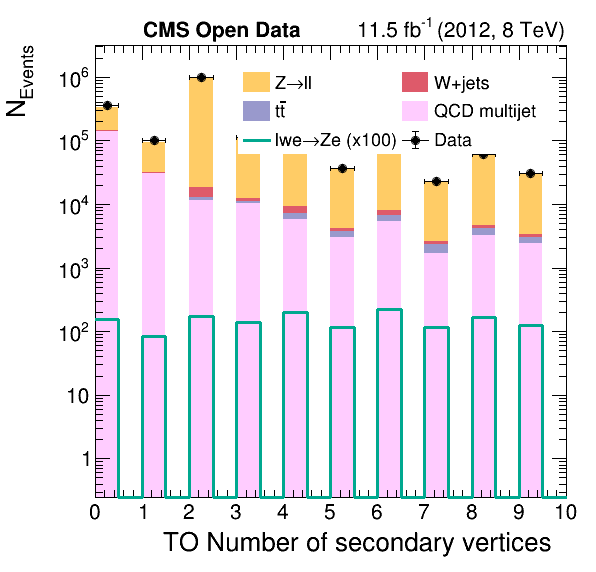 CMS Open Data 11.5 fb⁻¹ (2012, 8 TeV)
N_Events
Z→ll W+jets
tt̄ QCD multijet
lwe→Ze (x100) Data
10⁶
10⁵
10⁴
10³
10²
10
1
0 1 2 3 4 5 6 7 8 9 10
TO Number of secondary vertices